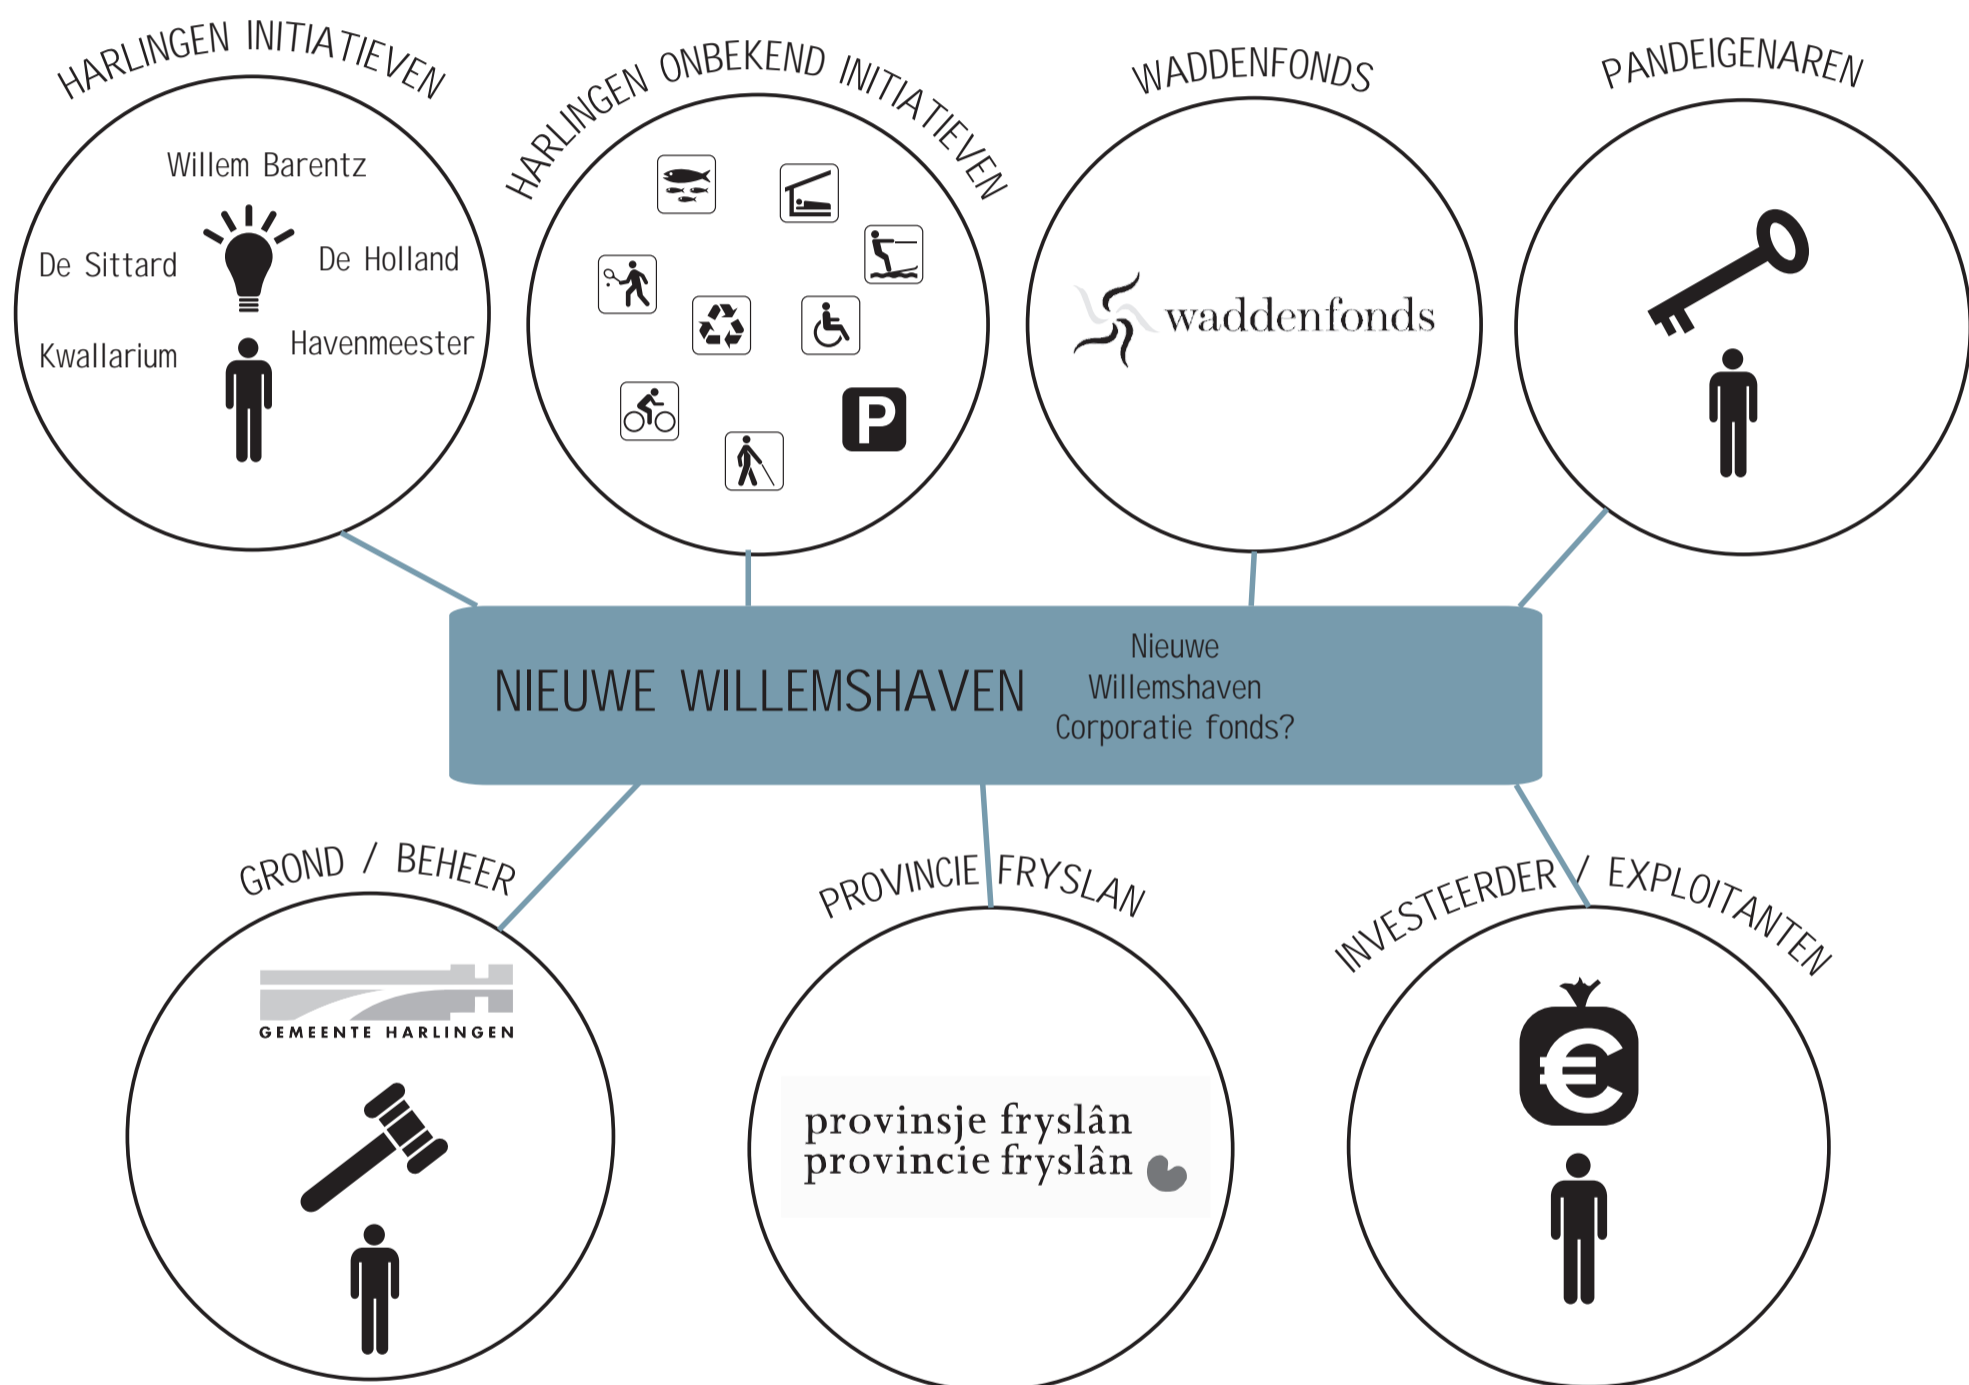 HARLINGEN INITIATIEVEN
Willem Barentz
De Sittard
De Holland
Kwallarium
Havenmeester
HARLINGEN ONBEKEND INITIATIEVEN
P
WADDENFONDS
waddenfonds
PANDEIGENAREN
NIEUWE WILLEMSHAVEN
Nieuwe
Willemshaven
Corporatie fonds?
GROND / BEHEER
GEMEENTE HARLINGEN
PROVINCIE FRYSLAN
provinsje fryslân
provincie fryslân
INVESTEERDER / EXPLOITANTEN
€